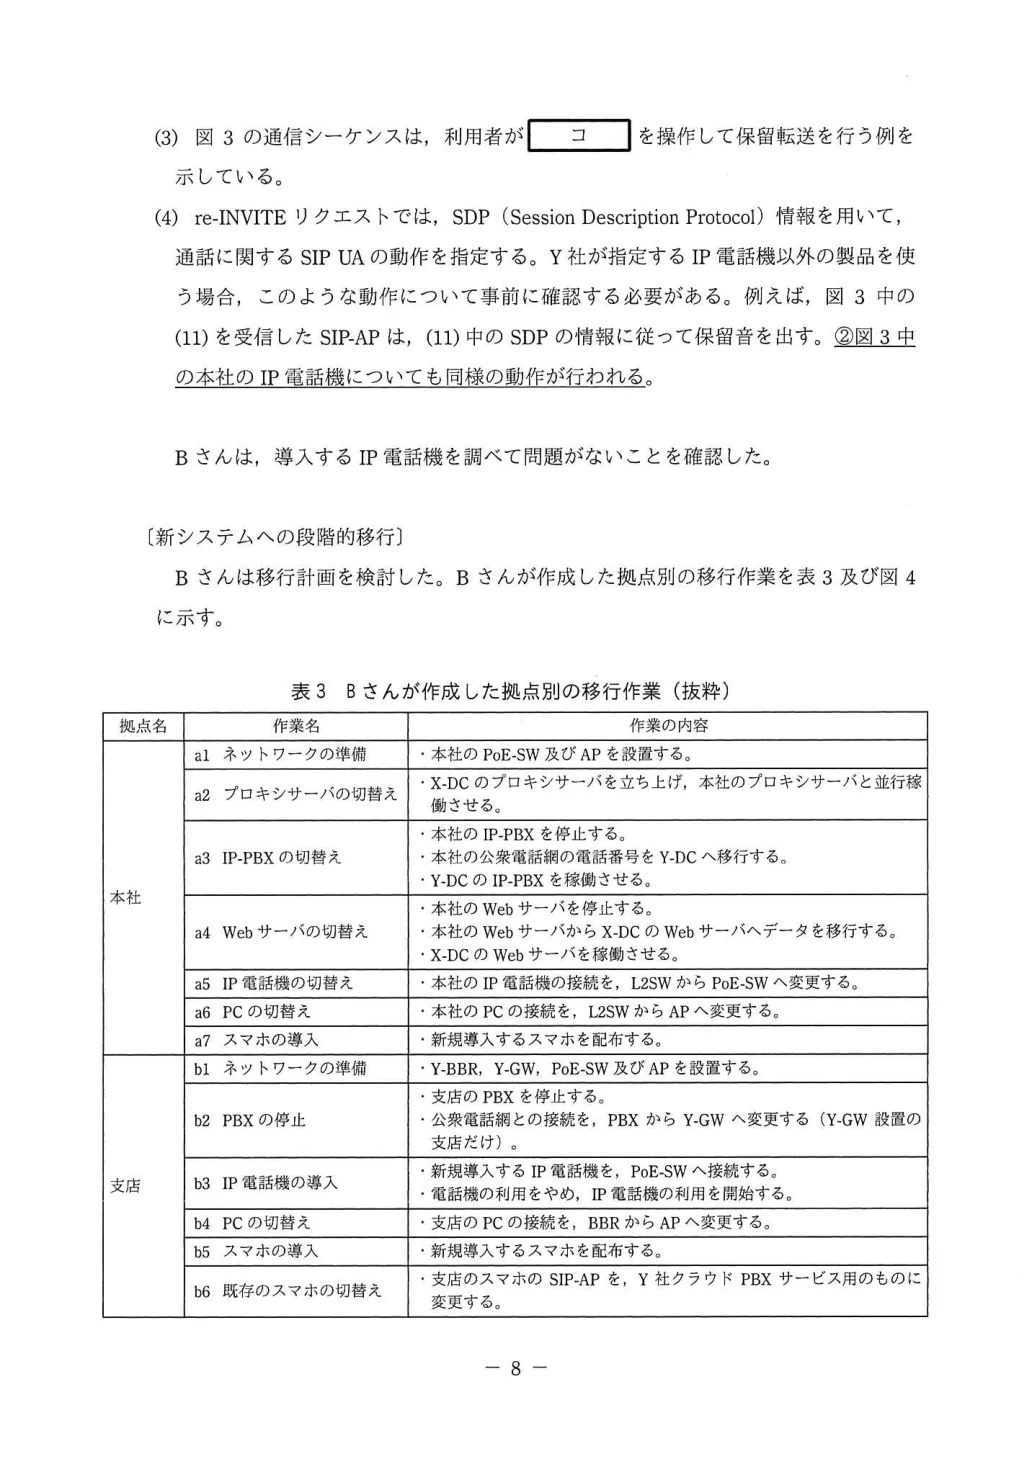 (3) 図 3 の通信シーケンスは，利用者が コ を操作して保留転送を行う例を
示している。
(4) re-INVITE リクエストでは，SDP（Session Description Protocol）情報を用いて，
通話に関する SIP UA の動作を指定する。Y 社が指定する IP 電話機以外の製品を使
う場合，このような動作について事前に確認する必要がある。例えば，図 3 中の
(11) を受信した SIP-AP は，(11) 中の SDP の情報に従って保留音を出す。②図 3 中
の本社の IP 電話機についても同様の動作が行われる。
B さんは，導入する IP 電話機を調べて問題がないことを確認した。
〔新システムへの段階的移行〕
B さんは移行計画を検討した。B さんが作成した拠点別の移行作業を表 3 及び図 4
に示す。
表 3 B さんが作成した拠点別の移行作業（抜粋）
拠点名 作業名 作業の内容
本社
a1 ネットワークの準備 ・本社の PoE-SW 及び AP を設置する。
a2 プロキシサーバの切替え ・X-DC のプロキシサーバを立ち上げ，本社のプロキシサーバと並行稼
働させる。
a3 IP-PBX の切替え ・本社の IP-PBX を停止する。
・本社の公衆電話網の電話番号を Y-DC へ移行する。
・Y-DC の IP-PBX を稼働させる。
a4 Web サーバの切替え ・本社の Web サーバを停止する。
・本社の Web サーバから X-DC の Web サーバへデータを移行する。
・X-DC の Web サーバを稼働させる。
a5 IP 電話機の切替え ・本社の IP 電話機の接続を，L2SW から PoE-SW へ変更する。
a6 PC の切替え ・本社の PC の接続を，L2SW から AP へ変更する。
a7 スマホの導入 ・新規導入するスマホを配布する。
支店
b1 ネットワークの準備 ・Y-BBR，Y-GW，PoE-SW 及び AP を設置する。
b2 PBX の停止 ・支店の PBX を停止する。
・公衆電話網との接続を，PBX から Y-GW へ変更する（Y-GW 設置の
支店だけ）。
b3 IP 電話機の導入 ・新規導入する IP 電話機を，PoE-SW へ接続する。
・電話機の利用をやめ，IP 電話機の利用を開始する。
b4 PC の切替え ・支店の PC の接続を，BBR から AP へ変更する。
b5 スマホの導入 ・新規導入するスマホを配布する。
b6 既存のスマホの切替え ・支店のスマホの SIP-AP を，Y 社クラウド PBX サービス用のものに
変更する。
－ 8 －